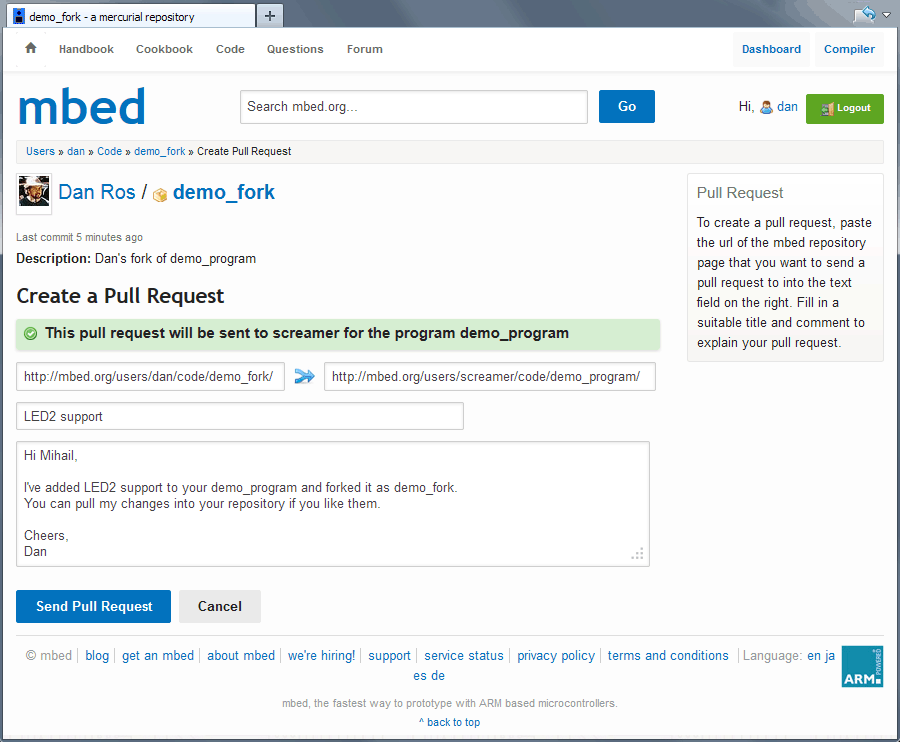 demo_fork - a mercurial repository
Handbook Cookbook Code Questions Forum Dashboard Compiler
mbed Search mbed.org... Go Hi, dan Logout
Users » dan » Code » demo_fork » Create Pull Request
Dan Ros / demo_fork
Last commit 5 minutes ago
Description: Dan's fork of demo_program
Create a Pull Request
This pull request will be sent to screamer for the program demo_program
http://mbed.org/users/dan/code/demo_fork/ http://mbed.org/users/screamer/code/demo_program/
LED2 support
Hi Mihail,
I've added LED2 support to your demo_program and forked it as demo_fork.
You can pull my changes into your repository if you like them.
Cheers,
Dan
Send Pull Request Cancel
Pull Request
To create a pull request, paste
the url of the mbed repository
page that you want to send a
pull request to into the text
field on the right. Fill in a
suitable title and comment to
explain your pull request.
© mbed blog get an mbed about mbed we're hiring! support service status privacy policy terms and conditions Language: en ja
es de
ARM POWERED
mbed, the fastest way to prototype with ARM based microcontrollers.
^ back to top